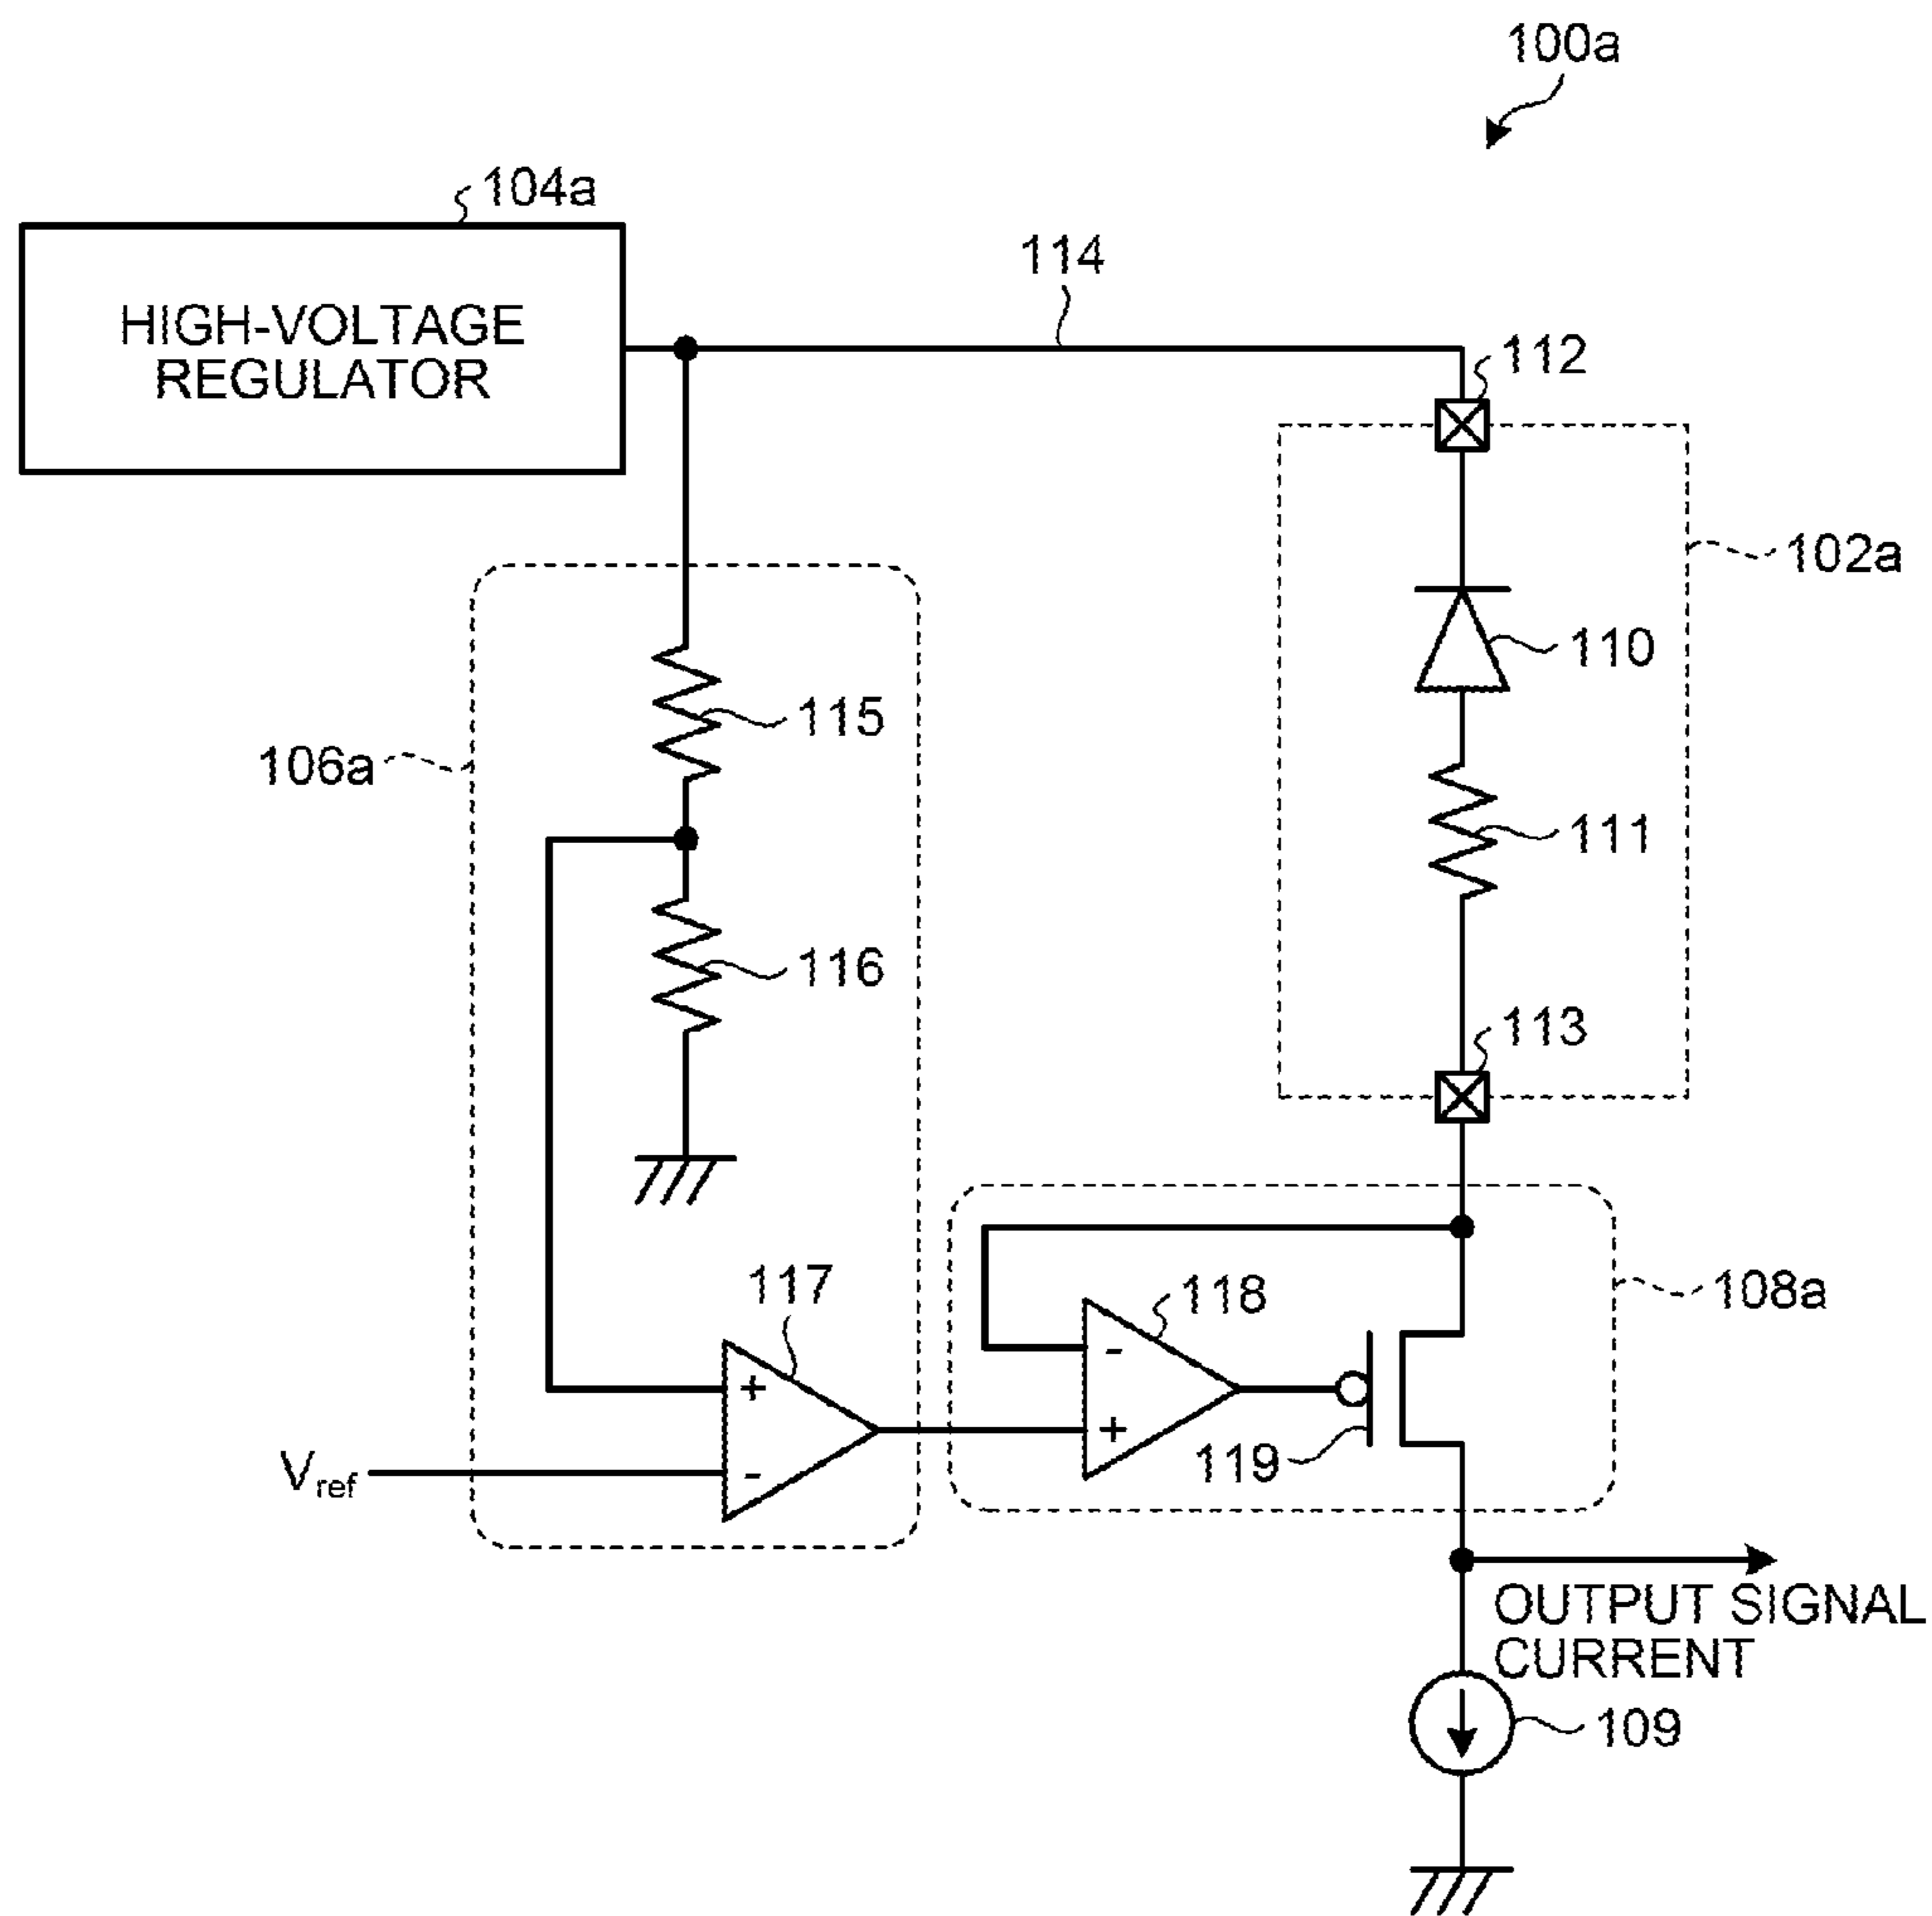 100a
104a
HIGH-VOLTAGE
REGULATOR
114
112
102a
110
115
106a
111
116
113
117
118
108a
+
-
-
+
119
Vref
OUTPUT SIGNAL
CURRENT
109